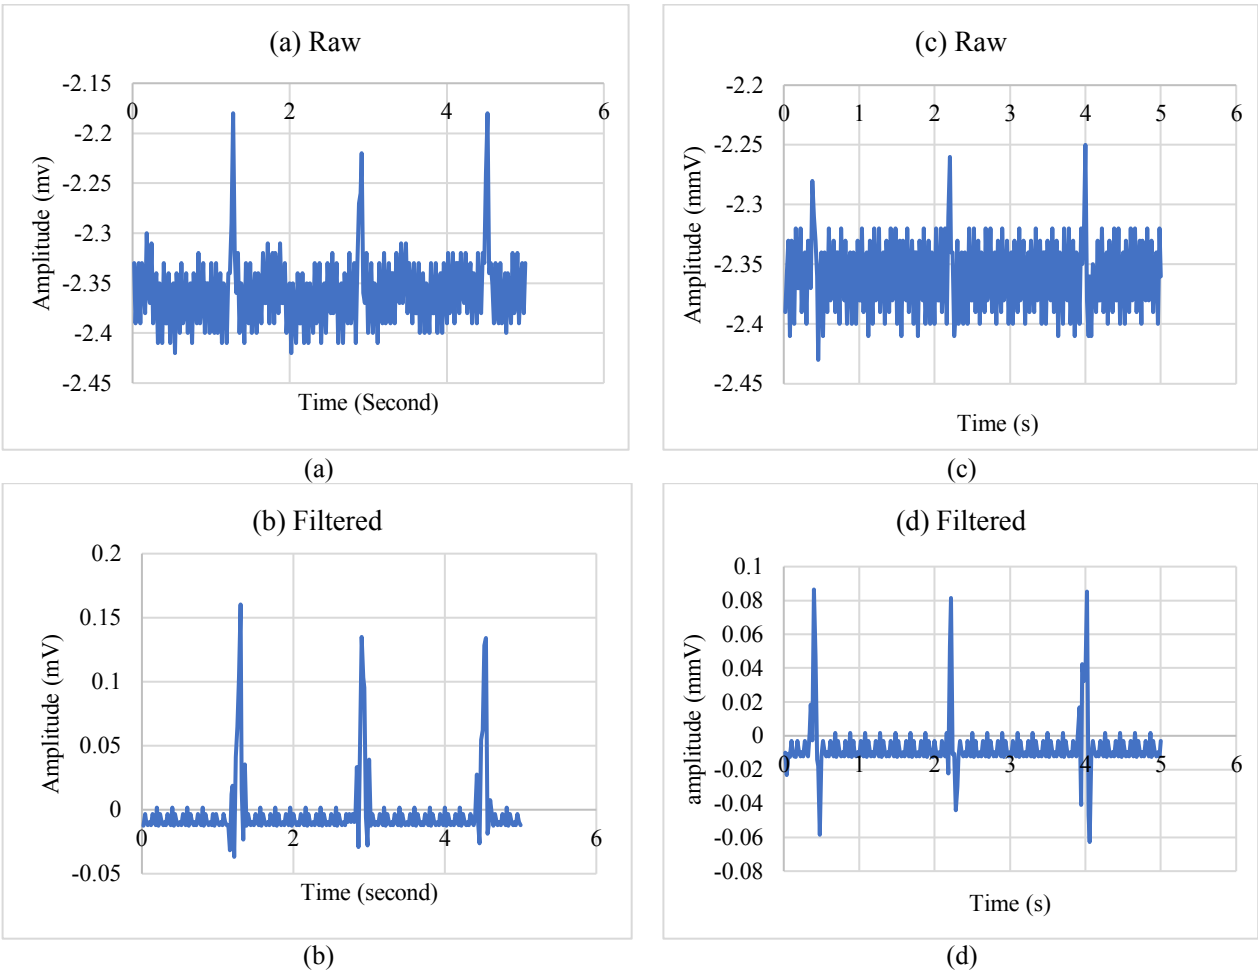 (a) Raw
-2.15
-2.2
-2.25
-2.3
-2.35
-2.4
-2.45
0 2 4 6
Amplitude (mv)
Time (Second)
(a)
(c) Raw
-2.2
-2.25
-2.3
-2.35
-2.4
-2.45
0 1 2 3 4 5 6
Amplitude (mmV)
Time (s)
(c)
(b) Filtered
0.2
0.15
0.1
0.05
0
-0.05
0 2 4 6
Amplitude (mV)
Time (second)
(b)
(d) Filtered
0.1
0.08
0.06
0.04
0.02
0
-0.02
-0.04
-0.06
-0.08
0 1 2 3 4 5 6
amplitude (mmV)
Time (s)
(d)